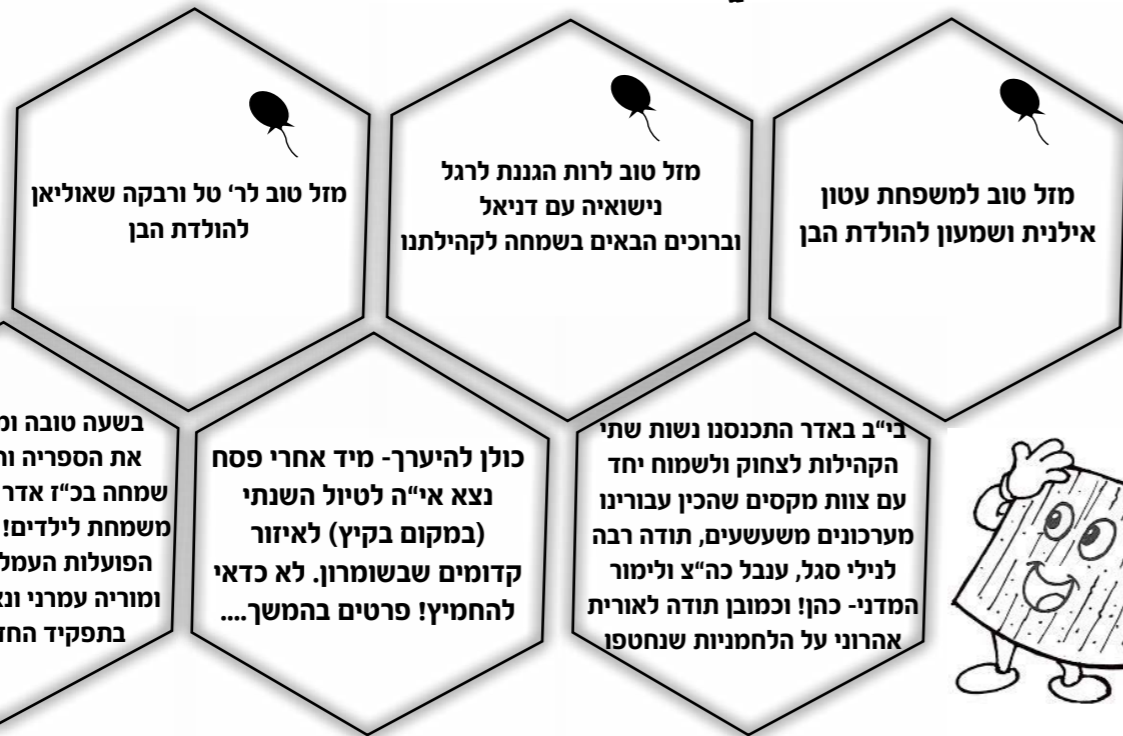 מזל טוב למשפחת עטון
אילנית ושמעון להולדת הבן
מזל טוב לרות הגננת לרגל
נישואיה עם דניאל
וברוכים הבאים בשמחה לקהילתנו
מזל טוב לר' טל ורבקה שאוליאן
להולדת הבן
בי"ב באדר התכנסנו נשות שתי
הקהילות לצחוק ולשמוח יחד
עם צוות מקסים שהכין עבורינו
מערכונים משעשעים, תודה רבה
לנילי סגל, ענבל כה"צ ולימור
המדני- כהן! וכמובן תודה לאורית
אהרוני על הלחמניות שנחטפו
כולן להיערך- מיד אחרי פסח
נצא אי"ה לטיול השנתי
(במקום בקיץ) לאיזור
קדומים שבשומרון. לא כדאי
להחמיץ! פרטים בהמשך....
בשעה טובה
את הספריה
שמחה בכ"ז אדר
משמחת לילדים!
הפועלות
ומוריה עמרני
בתפקיד